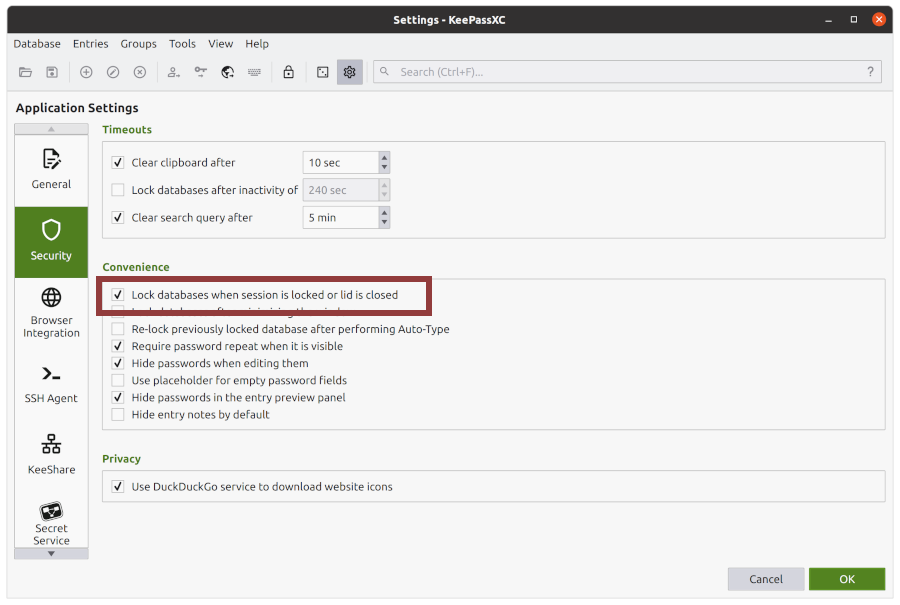 Settings - KeePassXC
Database Entries Groups Tools View Help
Search (Ctrl+F)...
?
Application Settings
General
Security
Browser
Integration
SSH Agent
KeeShare
Secret
Service
Timeouts
Clear clipboard after 10 sec
Lock databases after inactivity of 240 sec
Clear search query after 5 min
Convenience
Lock databases when session is locked or lid is closed
Re-lock previously locked database after performing Auto-Type
Require password repeat when it is visible
Hide passwords when editing them
Use placeholder for empty password fields
Hide passwords in the entry preview panel
Hide entry notes by default
Privacy
Use DuckDuckGo service to download website icons
Cancel OK